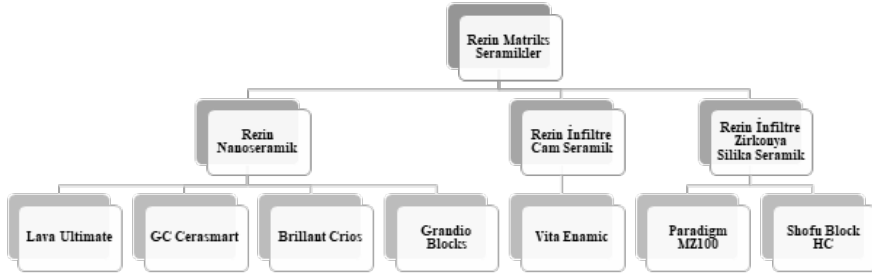 Rezin Matriks
Seramikler
Rezin
Nanoseramik
Rezin İnfiltre
Cam Seramik
Rezin İnfiltre
Zirkonya
Silika Seramik
Lava Ultimate
GC Cerasmart
Brillant Crios
Grandio
Blocks
Vita Enamic
Paradigm
MZ100
Shofu Block
HC